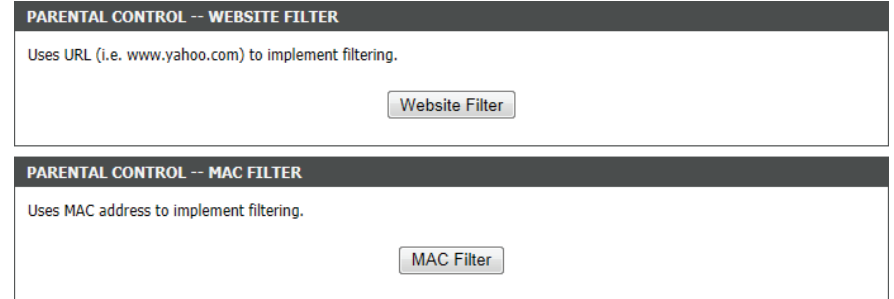 PARENTAL CONTROL -- WEBSITE FILTER
Uses URL (i.e. www.yahoo.com) to implement filtering.
Website Filter
PARENTAL CONTROL -- MAC FILTER
Uses MAC address to implement filtering.
MAC Filter